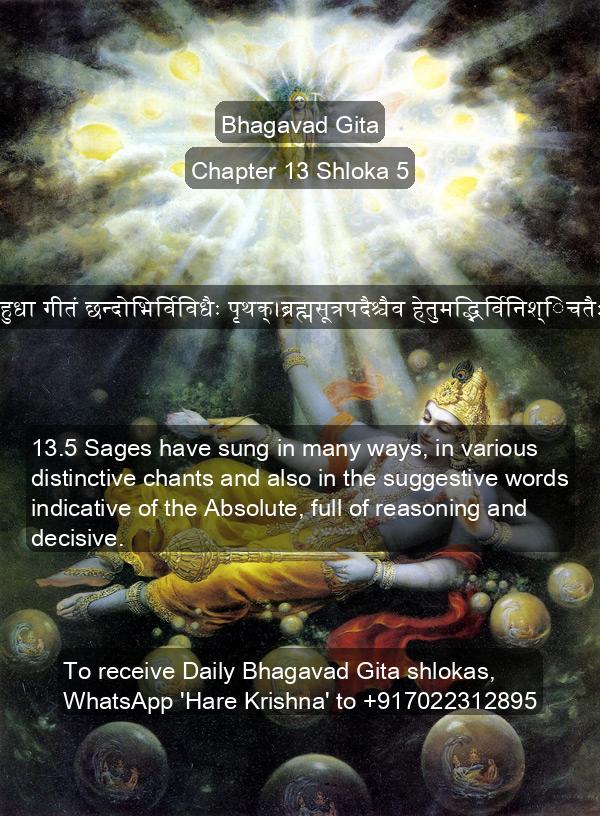 Bhagavad Gita
Chapter 13 Shloka 5
हुधा गीतं छन्दोभिर्विविधैः पृथक्।ब्रह्मसूत्रपदैश्चैव हेतुमद्भिर्विनिश्िचतैः
13.5 Sages have sung in many ways, in various
distinctive chants and also in the suggestive words
indicative of the Absolute, full of reasoning and
decisive.
To receive Daily Bhagavad Gita shlokas,
WhatsApp 'Hare Krishna' to +917022312895